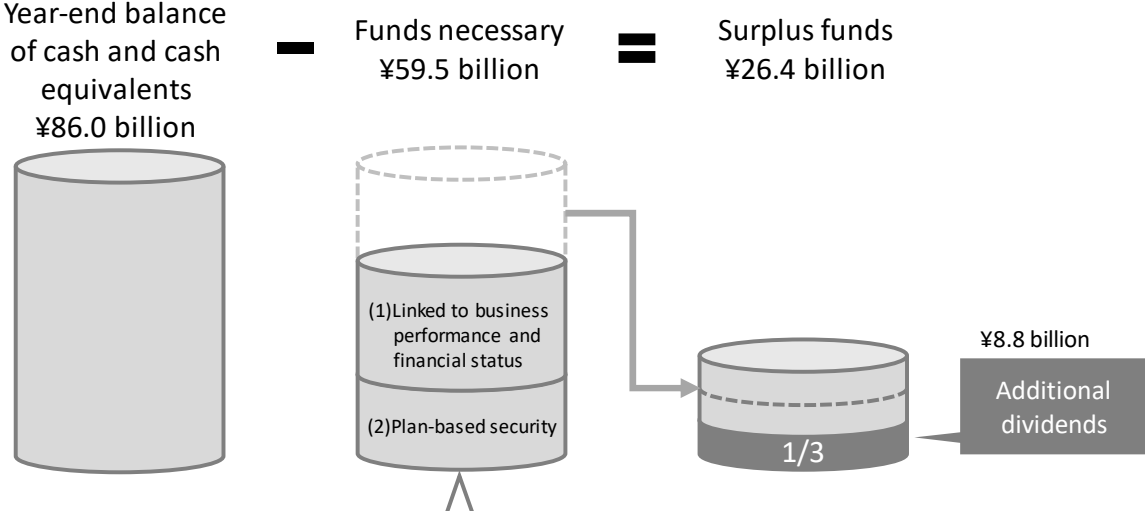 Year-end balance
of cash and cash
equivalents
¥86.0 billion
Funds necessary
¥59.5 billion
Surplus funds
¥26.4 billion
(1)Linked to business
performance and
financial status
(2)Plan-based security
¥8.8 billion
Additional
dividends
1/3